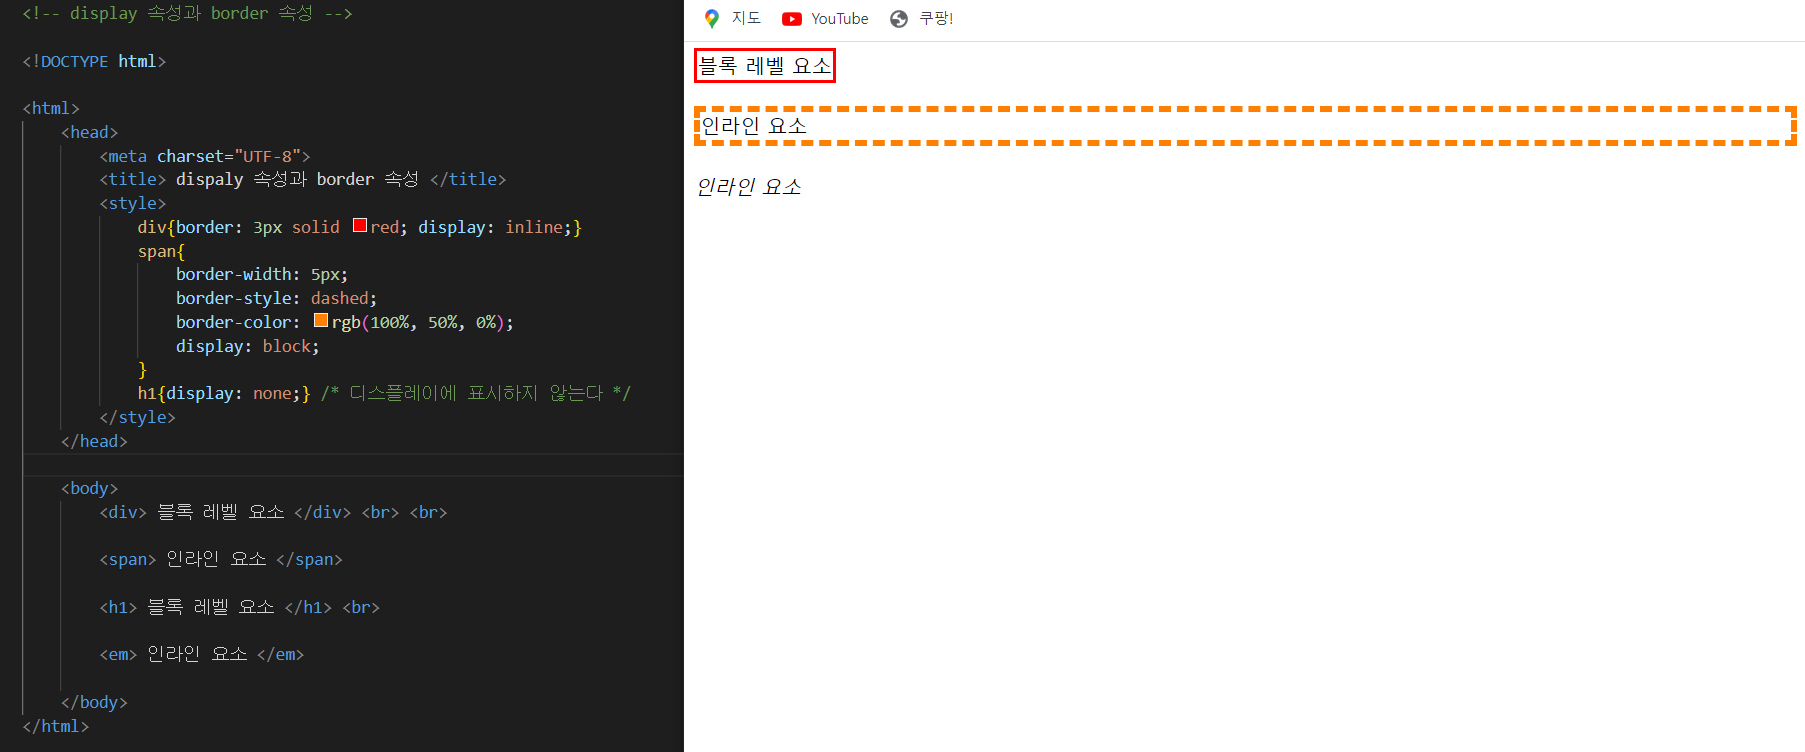 <!-- display 속성과 border 속성 -->
<!DOCTYPE html>
<html>
<head>
<meta charset="UTF-8">
<title> dispaly 속성과 border 속성 </title>
<style>
div{border: 3px solid red; display: inline;}
span{
border-width: 5px;
border-style: dashed;
border-color: rgb(100%, 50%, 0%);
display: block;
}
h1{display: none;} /* 디스플레이에 표시하지 않는다 */
</style>
</head>
<body>
<div> 블록 레벨 요소 </div> <br> <br>
<span> 인라인 요소 </span>
<h1> 블록 레벨 요소 </h1> <br>
<em> 인라인 요소 </em>
</body>
</html>
지도 YouTube 쿠팡!
블록 레벨 요소
인라인 요소
인라인 요소